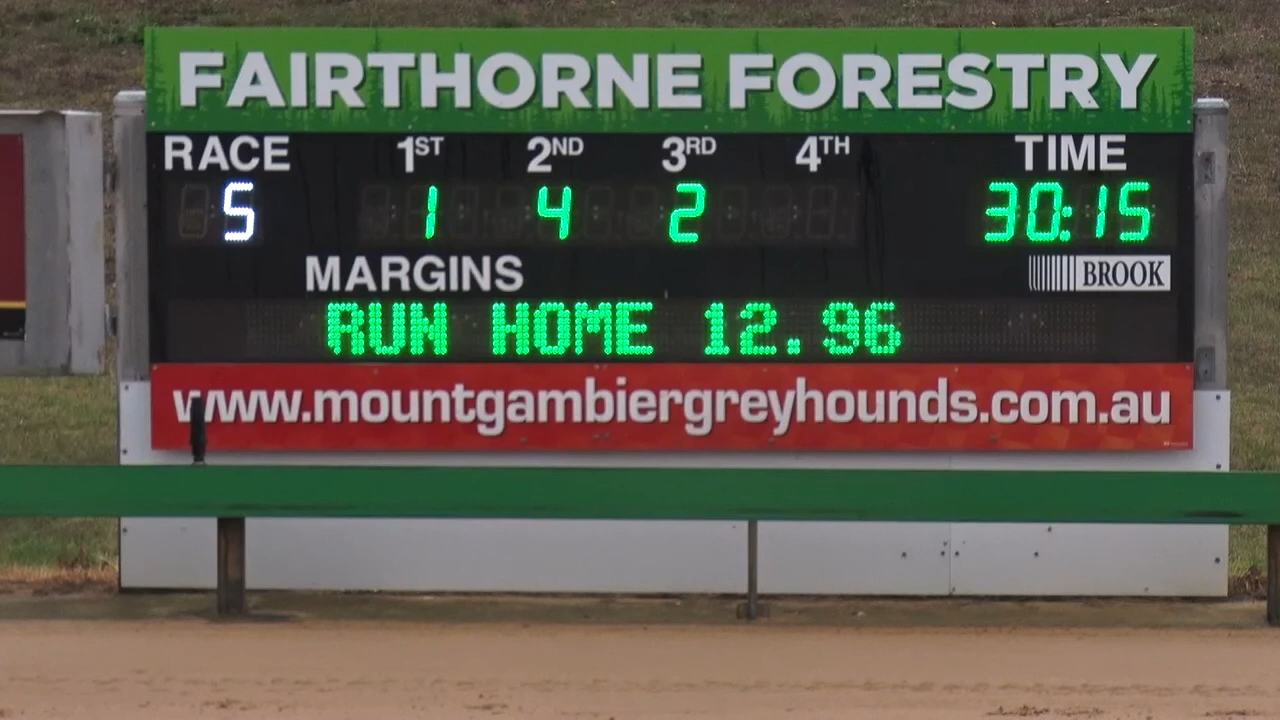 FAIRTHORNE FORESTRY
RACE 1ST 2ND 3RD 4TH TIME
5 1 4 2 30:15
MARGINS BROOK
RUN HOME 12.96
www.mountgambiergreyhounds.com.au